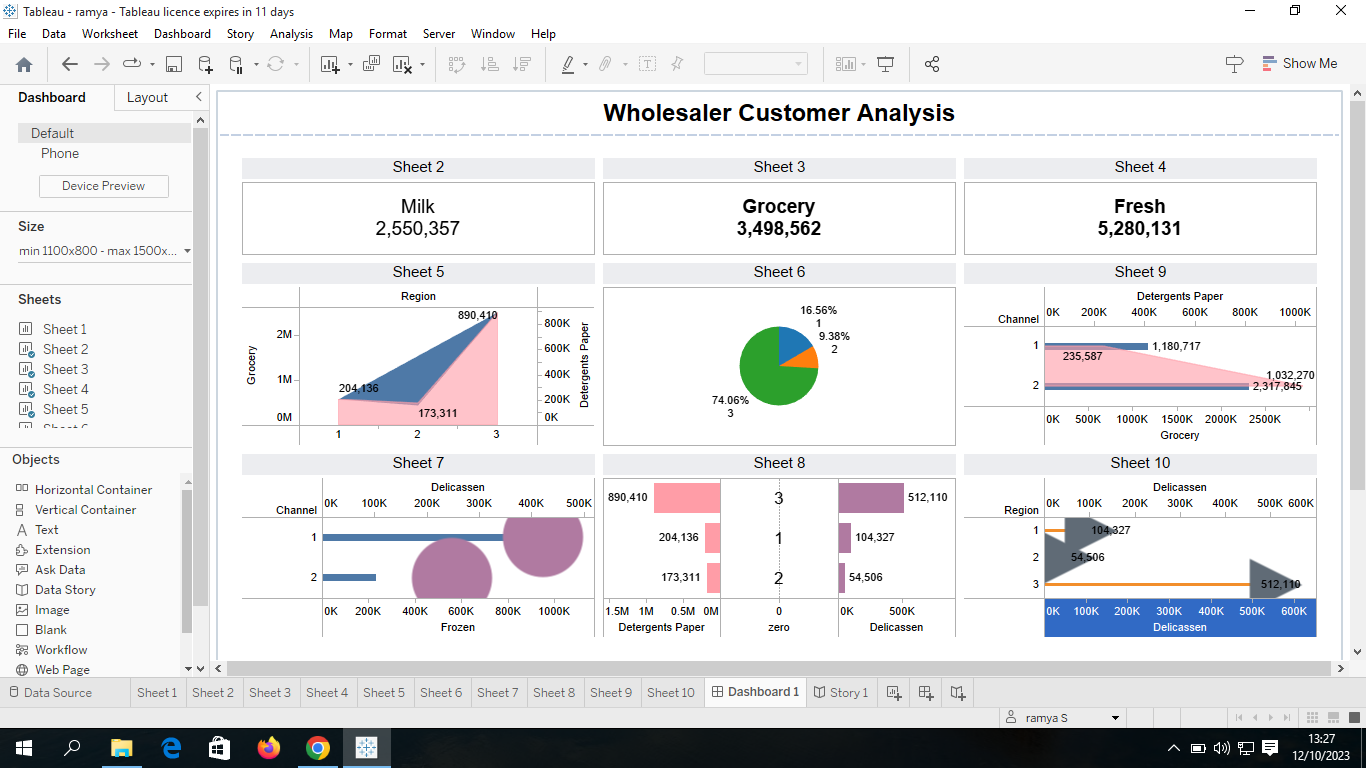 Tableau - ramya - Tableau licence expires in 11 days
File Data Worksheet Dashboard Story Analysis Map Format Server Window Help
Show Me
Dashboard Layout
Default
Phone
Device Preview
Size
min 1100x800 - max 1500x...
Sheets
Sheet 1
Sheet 2
Sheet 3
Sheet 4
Sheet 5
Objects
Horizontal Container
Vertical Container
Text
Extension
Ask Data
Data Story
Image
Blank
Workflow
Web Page
Wholesaler Customer Analysis
Sheet 2
Milk
2,550,357
Sheet 3
Grocery
3,498,562
Sheet 4
Fresh
5,280,131
Sheet 5
Region
Grocery
2M
1M
0M
890,410
204,136
173,311
800K
600K
400K
200K
0K
Detergents Paper
1 2 3
Sheet 6
16.56%
1
9.38%
2
74.06%
3
Sheet 9
Detergents Paper
Channel 0K 200K 400K 600K 800K 1000K
1 1,180,717
235,587
1,032,270
2 2,317,845
0K 500K 1000K 1500K 2000K 2500K
Grocery
Sheet 7
Delicassen
Channel 0K 100K 200K 300K 400K 500K
1
2
0K 200K 400K 600K 800K 1000K
Frozen
Sheet 8
890,410 3 512,110
204,136 1 104,327
173,311 2 54,506
1.5M 1M 0.5M 0M 0 0K 500K
Detergents Paper zero Delicassen
Sheet 10
Delicassen
Region 0K 100K 200K 300K 400K 500K 600K
1 104,327
2 54,506
3 512,110
0K 100K 200K 300K 400K 500K 600K
Delicassen
Data Source Sheet 1 Sheet 2 Sheet 3 Sheet 4 Sheet 5 Sheet 6 Sheet 7 Sheet 8 Sheet 9 Sheet 10 Dashboard 1 Story 1
ramya S
13:27
12/10/2023